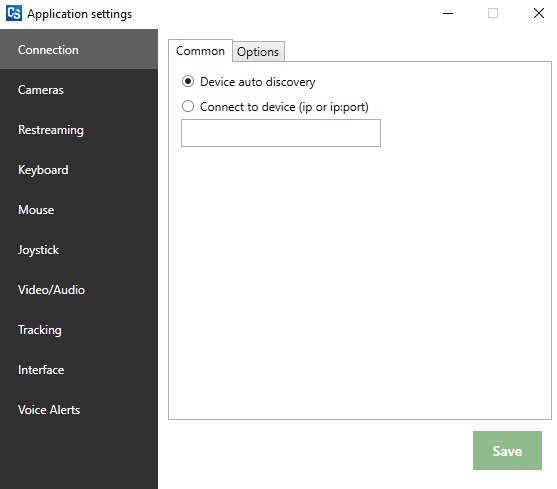 CS Application settings
Connection
Cameras
Restreaming
Keyboard
Mouse
Joystick
Video/Audio
Tracking
Interface
Voice Alerts
Common Options
Device auto discovery
Connect to device (ip or ip:port)
Save